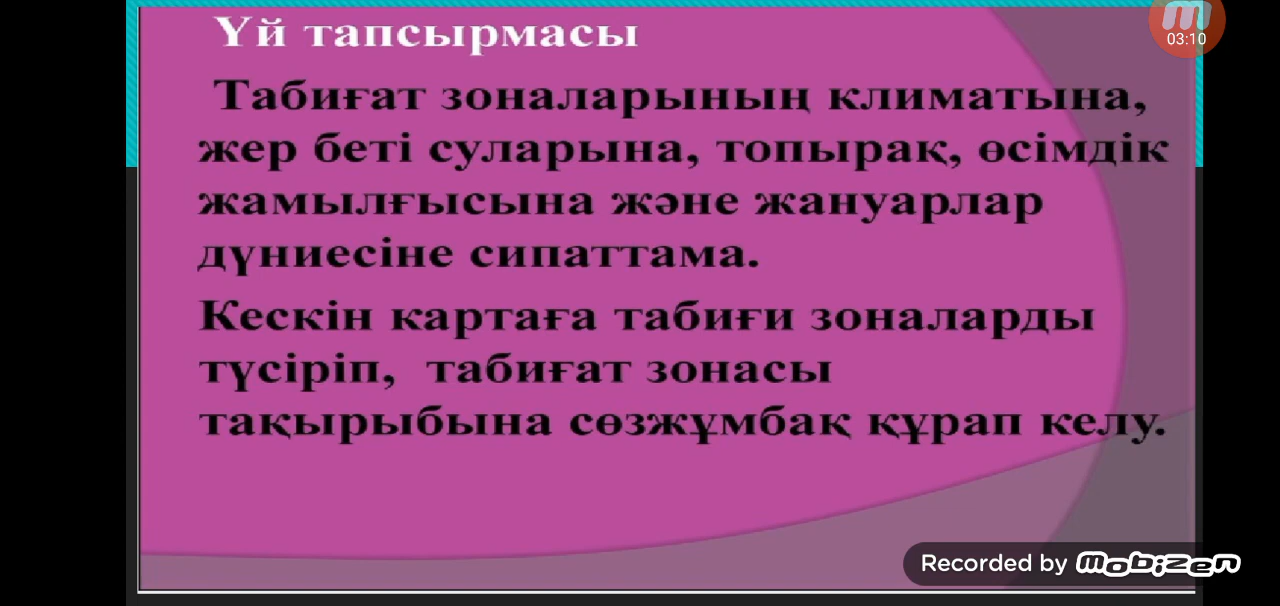 Үй тапсырмасы
03:10
Табиғат зоналарының климатына,
жер беті суларына, топырақ, өсімдік
жамылғысына және жануарлар
дүниесіне сипаттама.
Кескін картаға табиғи зоналарды
түсіріп, табиғат зонасы
тақырыбына сөзжұмбақ құрап келу.
Recorded by mobizen